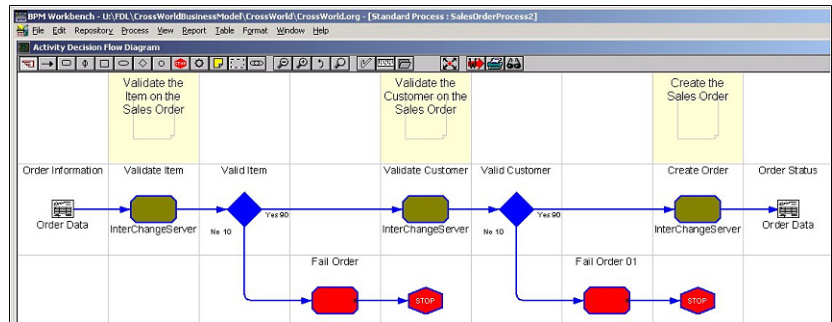 BPM Workbench - U:\FDL\CrossWorldBusinessModel\CrossWorld\CrossWorld.org - [Standard Process : SalesOrderProcess2]
File Edit Repository Process View Report Table Format Window Help
Activity Decision Flow Diagram
Validate the
Item on the
Sales Order
Validate the
Customer on the
Sales Order
Create the
Sales Order
Order Information Validate Item Valid Item Validate Customer Valid Customer Create Order Order Status
Yes 90 Yes 90
Order Data InterChangeServer No 10 InterChangeServer No 10 InterChangeServer Order Data
Fail Order Fail Order 01
STOP STOP